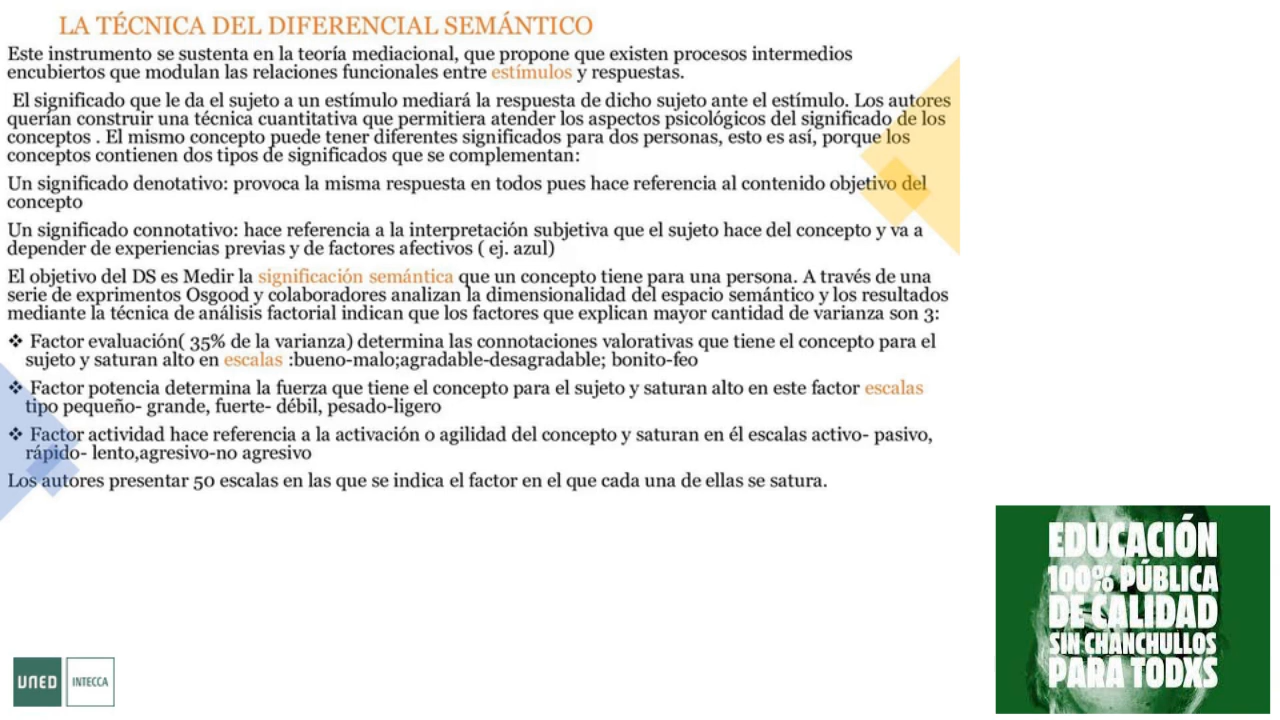 LA TÉCNICA DEL DIFERENCIAL SEMÁNTICO
Este instrumento se sustenta en la teoría mediacional, que propone que existen procesos intermedios
encubiertos que modulan las relaciones funcionales entre estímulos y respuestas.
El significado que le da el sujeto a un estímulo mediará la respuesta de dicho sujeto ante el estímulo. Los autores
querían construir una técnica cuantitativa que permitiera atender los aspectos psicológicos del significado de los
conceptos . El mismo concepto puede tener diferentes significados para dos personas, esto es así, porque los
conceptos contienen dos tipos de significados que se complementan:
Un significado denotativo: provoca la misma respuesta en todos pues hace referencia al contenido objetivo del
concepto
Un significado connotativo: hace referencia a la interpretación subjetiva que el sujeto hace del concepto y va a
depender de experiencias previas y de factores afectivos ( ej. azul)
El objetivo del DS es Medir la significación semántica que un concepto tiene para una persona. A través de una
serie de exprimentos Osgood y colaboradores analizan la dimensionalidad del espacio semántico y los resultados
mediante la técnica de análisis factorial indican que los factores que explican mayor cantidad de varianza son 3:
❖ Factor evaluación( 35% de la varianza) determina las connotaciones valorativas que tiene el concepto para el
sujeto y saturan alto en escalas :bueno-malo;agradable-desagradable; bonito-feo
❖ Factor potencia determina la fuerza que tiene el concepto para el sujeto y saturan alto en este factor escalas
tipo pequeño- grande, fuerte- débil, pesado-ligero
❖ Factor actividad hace referencia a la activación o agilidad del concepto y saturan en él escalas activo- pasivo,
rápido- lento,agresivo-no agresivo
Los autores presentar 50 escalas en las que se indica el factor en el que cada una de ellas se satura.
EDUCACIÓN
100% PÚBLICA
DE CALIDAD
SIN CHANCHULLOS
PARA TODXS
UNED INTECCA